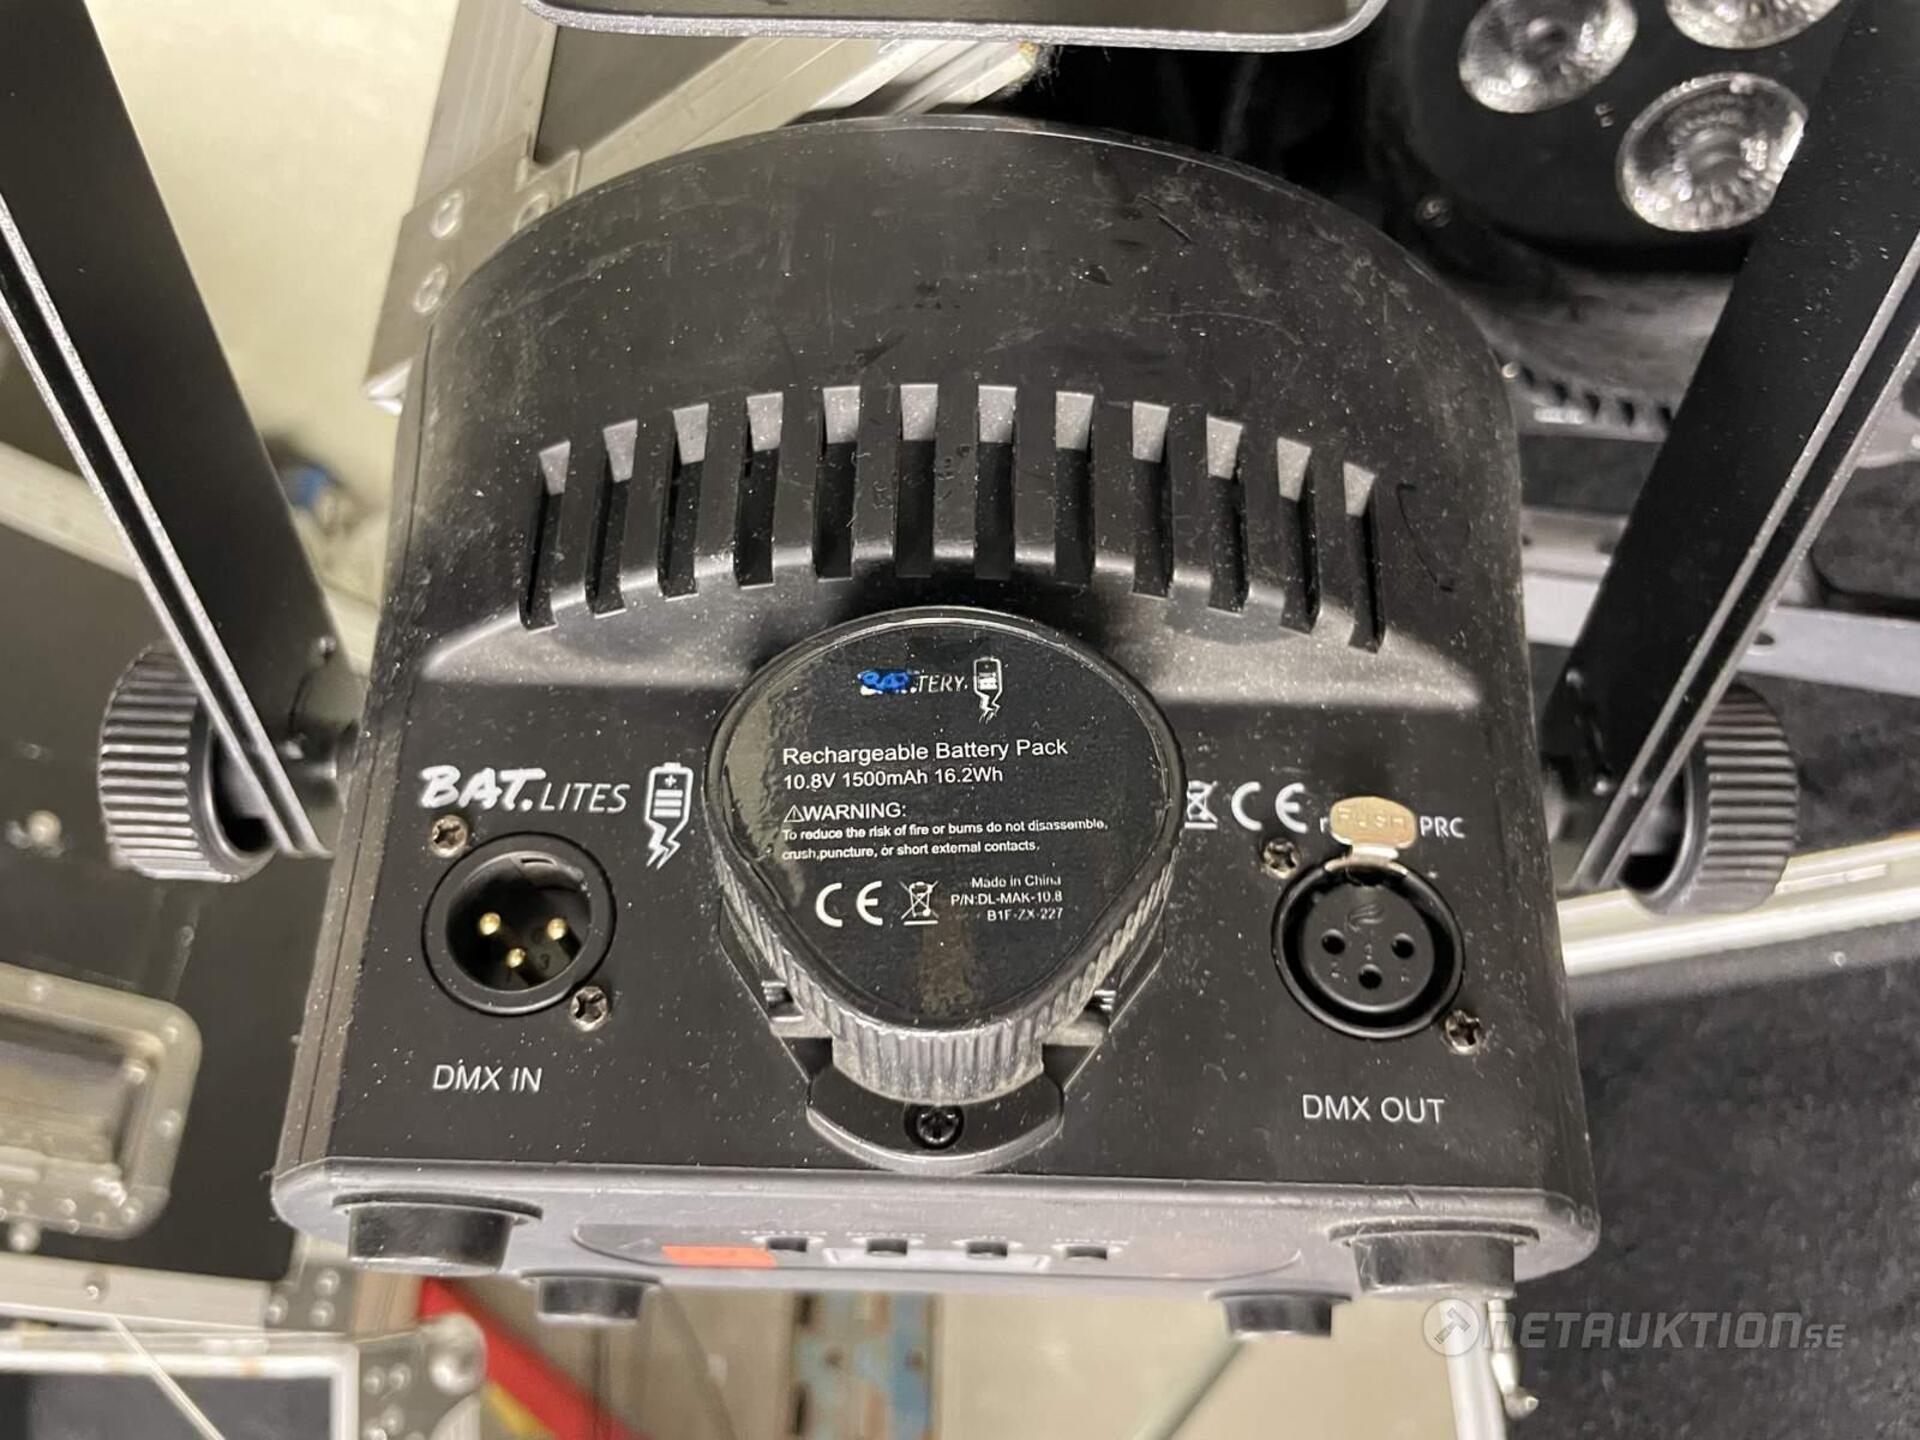 BAT.TERY.
Rechargeable Battery Pack
10.8V 1500mAh 16.2Wh
⚠WARNING:
To reduce the risk of fire or burns do not disassemble,
crush,puncture, or short external contacts.
CE
Made in China
P/N:DL-MAK-10.8
B1F-ZX-227
BAT.LITES
CE
PUSH
PRC
DMX IN
DMX OUT
NETAUKTION.SE